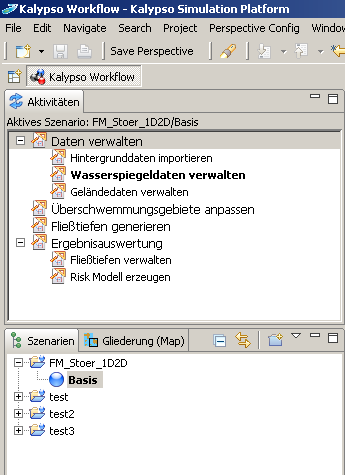 Kalypso Workflow - Kalypso Simulation Platform
File Edit Navigate Search Project Perspective Config Window
Save Perspective
Kalypso Workflow
Aktivitäten
Aktives Szenario: FM_Stoer_1D2D/Basis
Daten verwalten
Hintergrunddaten importieren
Wasserspiegeldaten verwalten
Geländedaten verwalten
Überschwemmungsgebiete anpassen
Fließtiefen generieren
Ergebnisauswertung
Fließtiefen verwalten
Risk Modell erzeugen
Szenarien Gliederung (Map)
FM_Stoer_1D2D
Basis
test
test2
test3